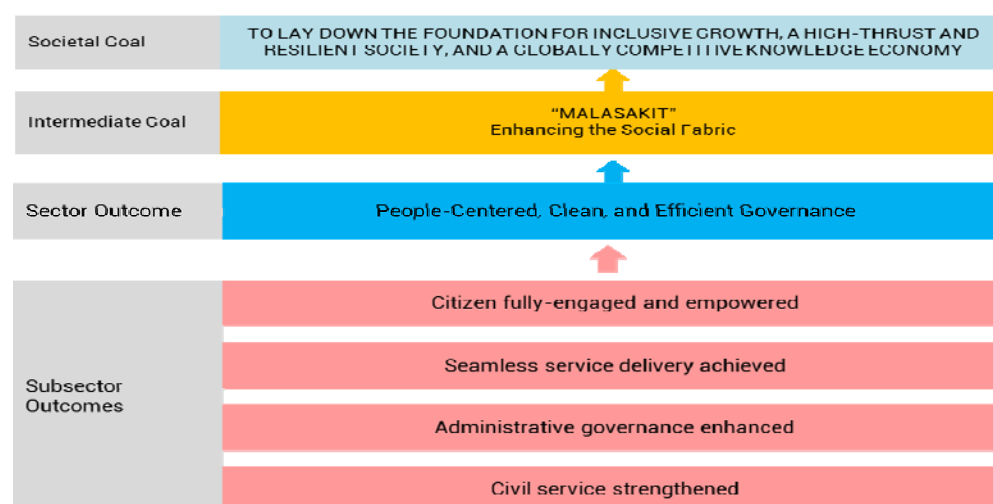 Societal Goal
TO LAY DOWN THE FOUNDATION FOR INCLUSIVE GROWTH, A HIGH-THRUST AND
RESILIENT SOCIETY, AND A GLOBALLY COMPETITIVE KNOWLEDGE ECONOMY
Intermediate Goal
"MALASAKIT"
Enhancing the Social Fabric
Sector Outcome
People-Centered, Clean, and Efficient Governance
Subsector
Outcomes
Citizen fully-engaged and empowered
Seamless service delivery achieved
Administrative governance enhanced
Civil service strengthened